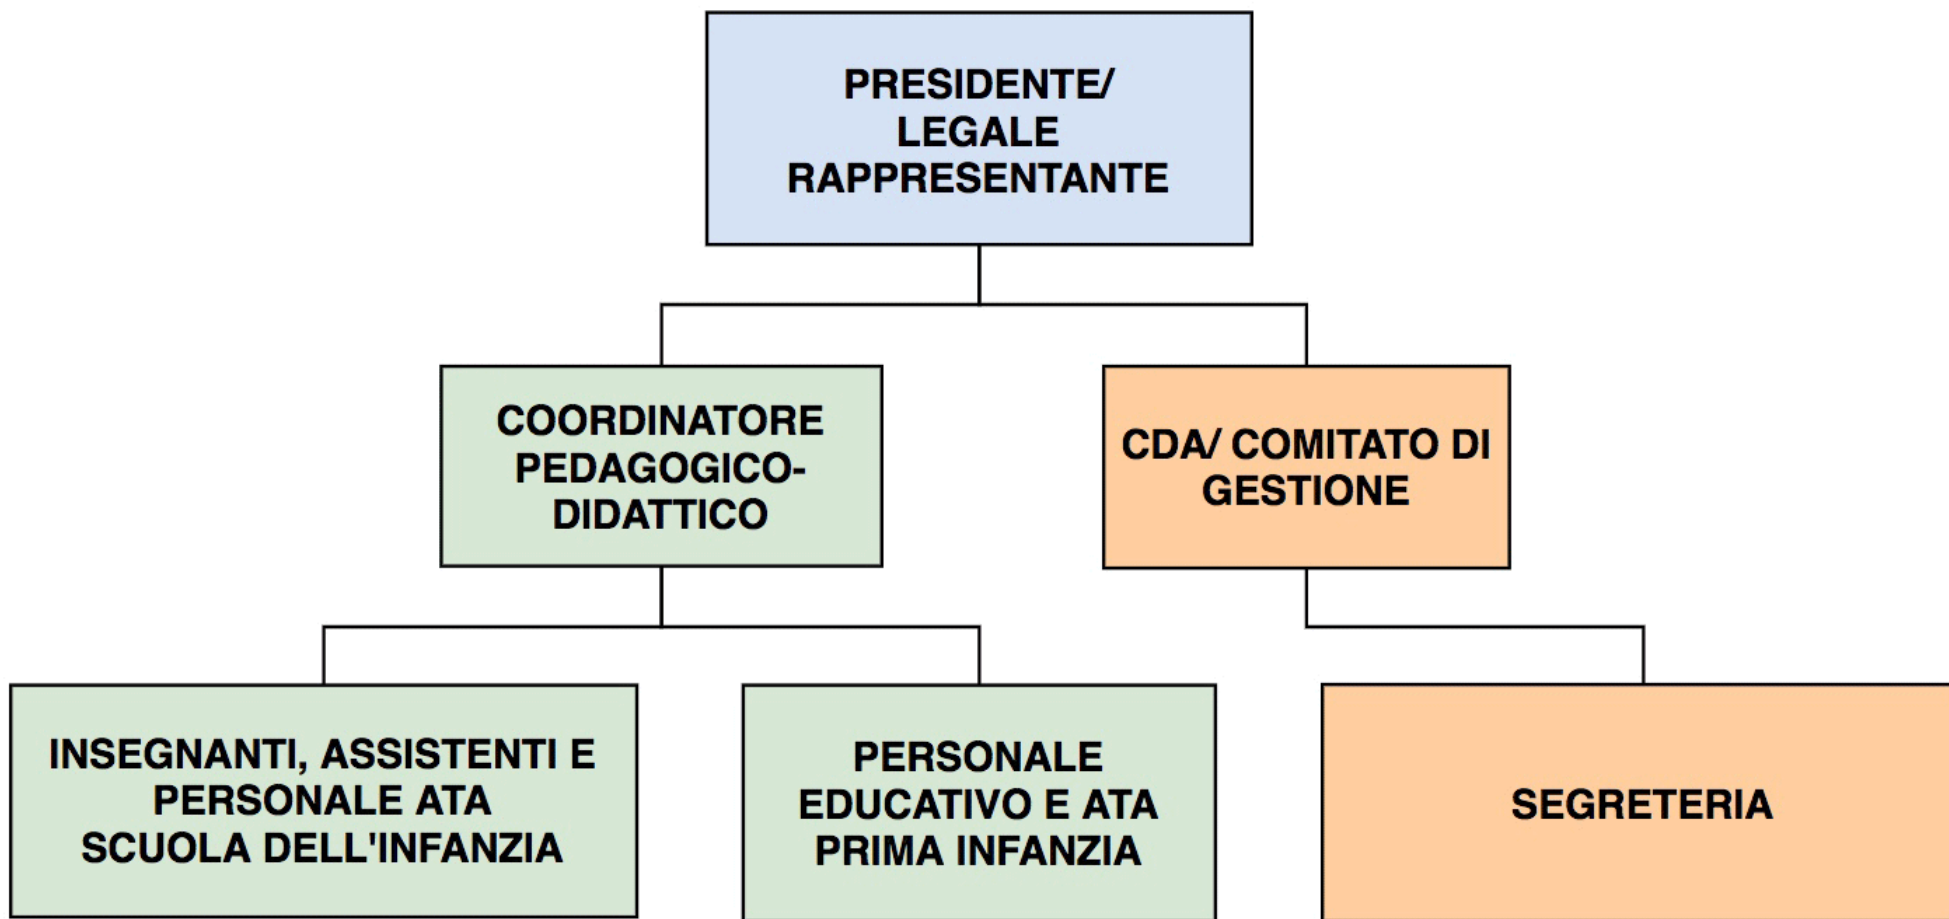 PRESIDENTE/
LEGALE
RAPPRESENTANTE
COORDINATORE
PEDAGOGICO-
DIDATTICO
CDA/ COMITATO DI
GESTIONE
INSEGNANTI, ASSISTENTI E
PERSONALE ATA
SCUOLA DELL'INFANZIA
PERSONALE
EDUCATIVO E ATA
PRIMA INFANZIA
SEGRETERIA